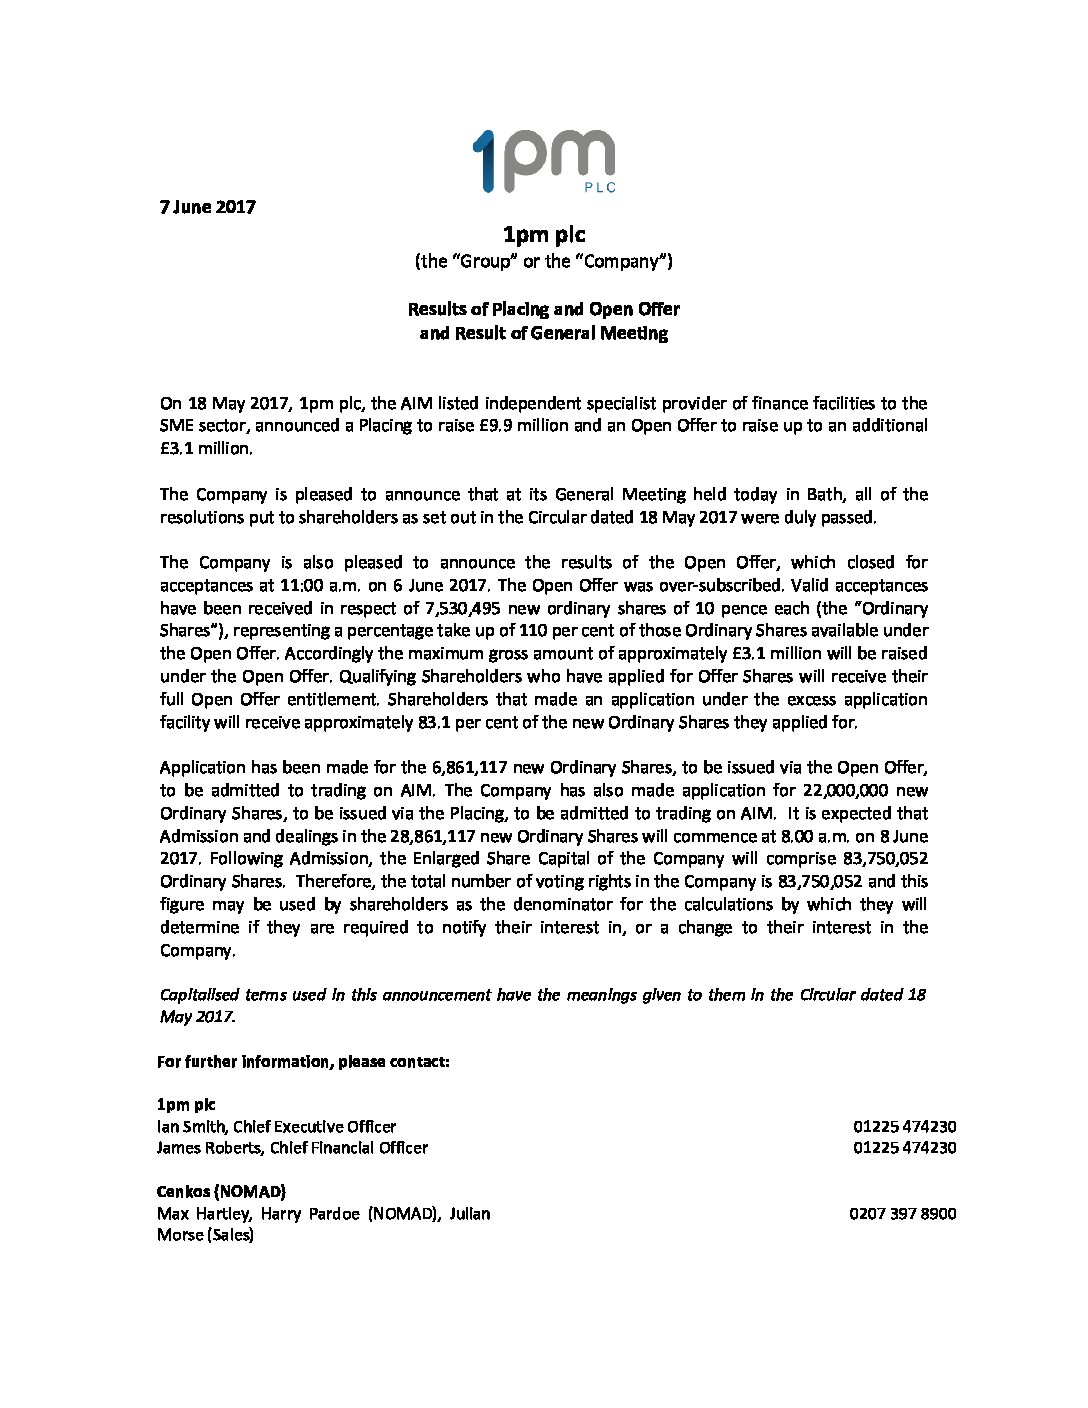 1pm
PLC
7 June 2017
1pm plc
(the “Group” or the “Company”)
Results of Placing and Open Offer
and Result of General Meeting
On 18 May 2017, 1pm plc, the AIM listed independent specialist provider of finance facilities to the
SME sector, announced a Placing to raise £9.9 million and an Open Offer to raise up to an additional
£3.1 million.
The Company is pleased to announce that at its General Meeting held today in Bath, all of the
resolutions put to shareholders as set out in the Circular dated 18 May 2017 were duly passed.
The Company is also pleased to announce the results of the Open Offer, which closed for
acceptances at 11:00 a.m. on 6 June 2017. The Open Offer was over-subscribed. Valid acceptances
have been received in respect of 7,530,495 new ordinary shares of 10 pence each (the “Ordinary
Shares”), representing a percentage take up of 110 per cent of those Ordinary Shares available under
the Open Offer. Accordingly the maximum gross amount of approximately £3.1 million will be raised
under the Open Offer. Qualifying Shareholders who have applied for Offer Shares will receive their
full Open Offer entitlement. Shareholders that made an application under the excess application
facility will receive approximately 83.1 per cent of the new Ordinary Shares they applied for.
Application has been made for the 6,861,117 new Ordinary Shares, to be issued via the Open Offer,
to be admitted to trading on AIM. The Company has also made application for 22,000,000 new
Ordinary Shares, to be issued via the Placing, to be admitted to trading on AIM. It is expected that
Admission and dealings in the 28,861,117 new Ordinary Shares will commence at 8.00 a.m. on 8 June
2017. Following Admission, the Enlarged Share Capital of the Company will comprise 83,750,052
Ordinary Shares. Therefore, the total number of voting rights in the Company is 83,750,052 and this
figure may be used by shareholders as the denominator for the calculations by which they will
determine if they are required to notify their interest in, or a change to their interest in the
Company.
Capitalised terms used in this announcement have the meanings given to them in the Circular dated 18
May 2017.
For further information, please contact:
1pm plc
Ian Smith, Chief Executive Officer 01225 474230
James Roberts, Chief Financial Officer 01225 474230
Cenkos (NOMAD)
Max Hartley, Harry Pardoe (NOMAD), Julian 0207 397 8900
Morse (Sales)